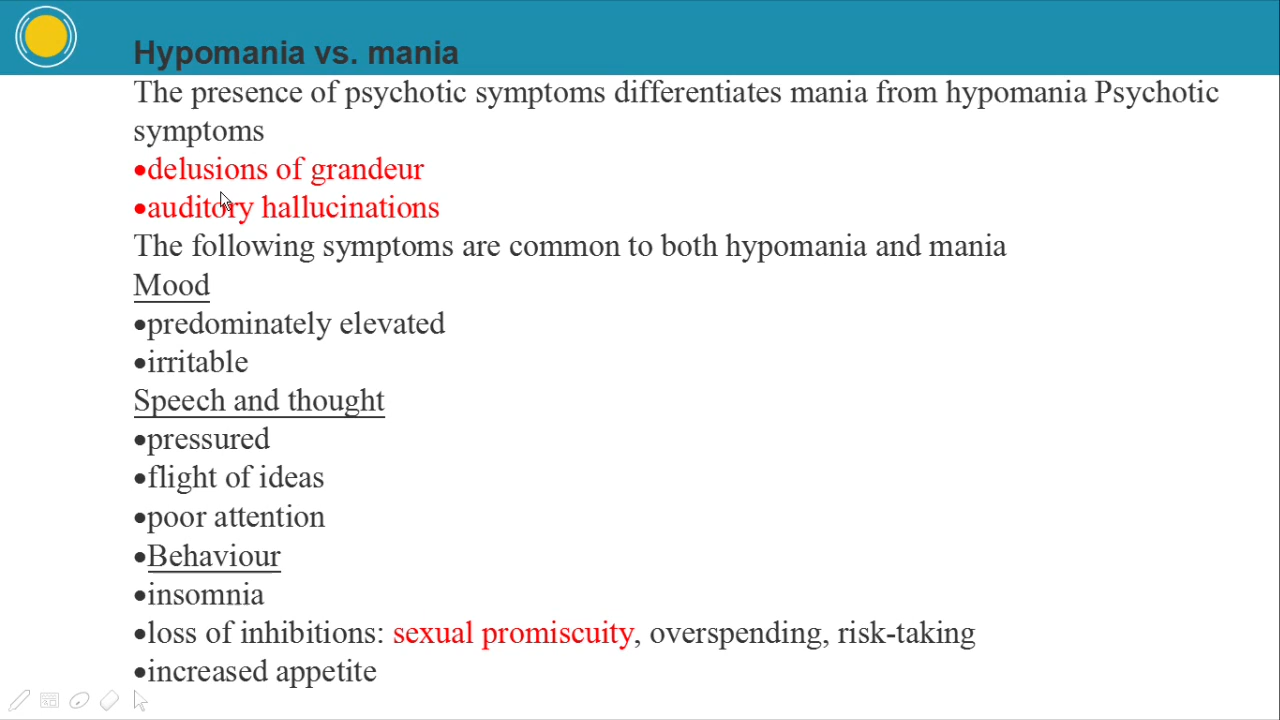 Hypomania vs. mania
The presence of psychotic symptoms differentiates mania from hypomania Psychotic
symptoms
•delusions of grandeur
•auditory hallucinations
The following symptoms are common to both hypomania and mania
Mood
•predominately elevated
•irritable
Speech and thought
•pressured
•flight of ideas
•poor attention
•Behaviour
•insomnia
•loss of inhibitions: sexual promiscuity, overspending, risk-taking
•increased appetite